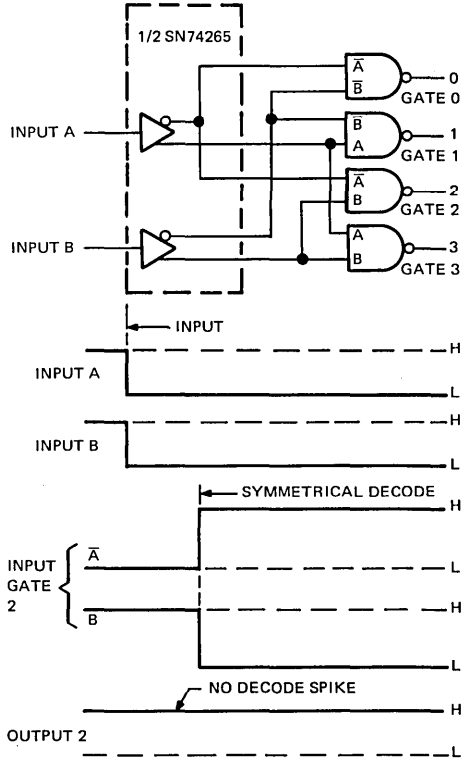 1/2 SN74265
A̅
B̅
0
GATE 0
INPUT A
B̅
A
1
GATE 1
A̅
B
2
GATE 2
INPUT B
A
B
3
GATE 3
INPUT
H
INPUT A
L
H
INPUT B
L
SYMMETRICAL DECODE
H
A̅
L
INPUT
GATE
2
H
B
L
NO DECODE SPIKE
H
OUTPUT 2
L